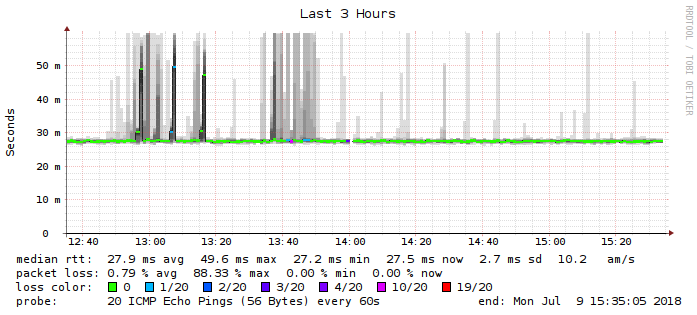 Last 3 Hours
RRDTOOL / TOBI OETIKER
Seconds
50 m
40 m
30 m
20 m
10 m
0
12:40 13:00 13:20 13:40 14:00 14:20 14:40 15:00 15:20
median rtt: 27.9 ms avg 49.6 ms max 27.2 ms min 27.5 ms now 2.7 ms sd 10.2 am/s
packet loss: 0.79 % avg 88.33 % max 0.00 % min 0.00 % now
loss color: 0 1/20 2/20 3/20 4/20 10/20 19/20
probe: 20 ICMP Echo Pings (56 Bytes) every 60s end: Mon Jul 9 15:35:05 2018